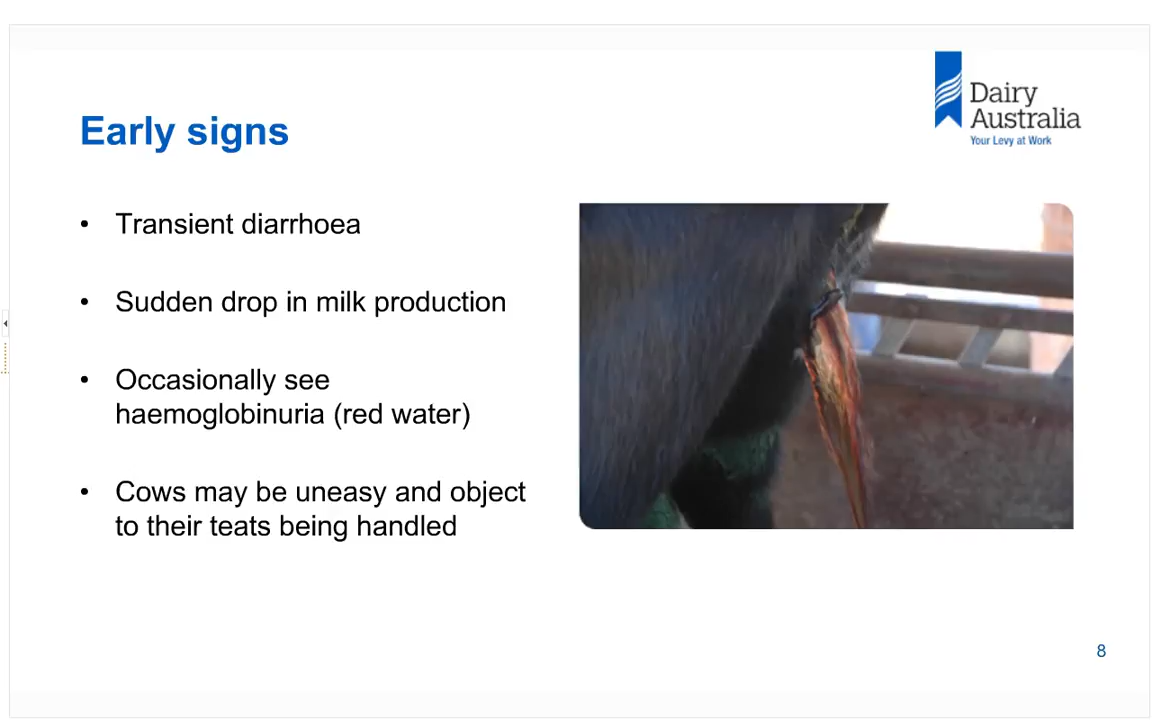 Dairy
Australia
Your Levy at Work
Early signs
• Transient diarrhoea
• Sudden drop in milk production
• Occasionally see
haemoglobinuria (red water)
• Cows may be uneasy and object
to their teats being handled
8